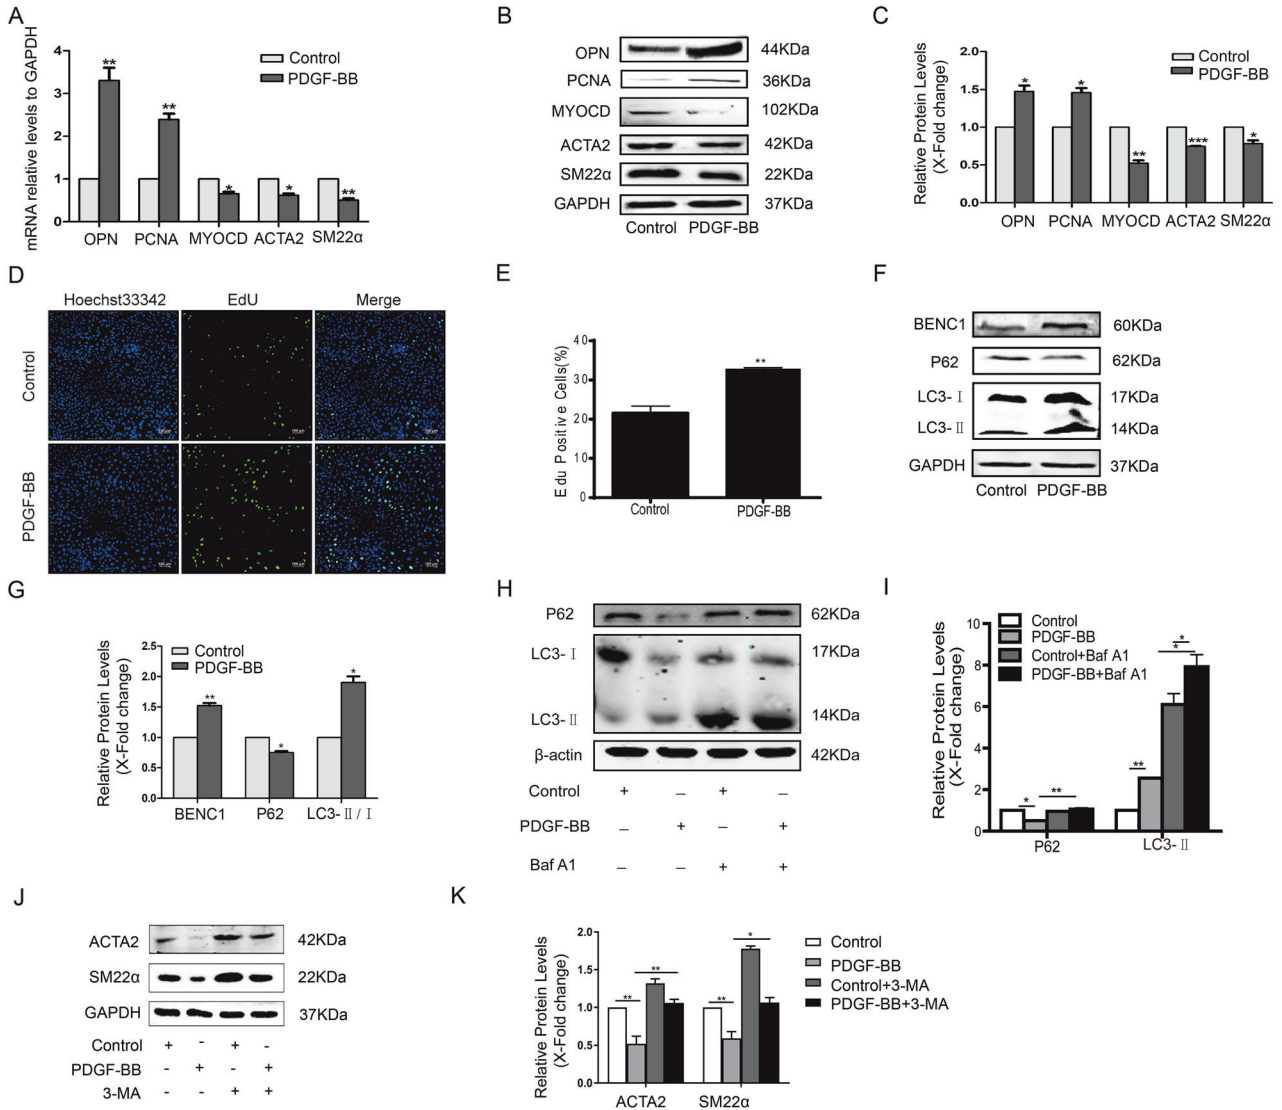 A
mRNA relative levels to GAPDH
4
3
2
1
0
**
**
*
*
**
Control
PDGF-BB
OPN PCNA MYOCD ACTA2 SM22α
B
OPN 44KDa
PCNA 36KDa
MYOCD 102KDa
ACTA2 42KDa
SM22α 22KDa
GAPDH 37KDa
Control PDGF-BB
C
Relative Protein Levels
(X-Fold change)
2.0
1.5
1.0
0.5
0.0
*
*
**
***
*
Control
PDGF-BB
OPN PCNA MYOCD ACTA2 SM22α
D
Hoechst33342 EdU Merge
Control
PDGF-BB
E
Edu Positive Cells(%)
40
30
20
10
0
**
Control PDGF-BB
F
BENC1 60KDa
P62 62KDa
LC3-Ⅰ 17KDa
LC3-Ⅱ 14KDa
GAPDH 37KDa
Control PDGF-BB
G
Relative Protein Levels
(X-Fold change)
2.5
2.0
1.5
1.0
0.5
0.0
Control
PDGF-BB
**
*
*
BENC1 P62 LC3-Ⅱ/Ⅰ
H
P62 62KDa
LC3-Ⅰ 17KDa
LC3-Ⅱ 14KDa
β-actin 42KDa
Control + – + –
PDGF-BB – + – +
Baf A1 – – + +
I
Relative Protein Levels
(X-Fold change)
10
8
6
4
2
0
Control
PDGF-BB
Control+Baf A1
PDGF-BB+Baf A1
*
**
**
*
*
P62 LC3-Ⅱ
J
ACTA2 42KDa
SM22α 22KDa
GAPDH 37KDa
Control + - + -
PDGF-BB - + - +
3-MA - - + +
K
Relative Protein Levels
(X-Fold change)
2.0
1.5
1.0
0.5
0.0
**
**
**
*
Control
PDGF-BB
Control+3-MA
PDGF-BB+3-MA
ACTA2 SM22α